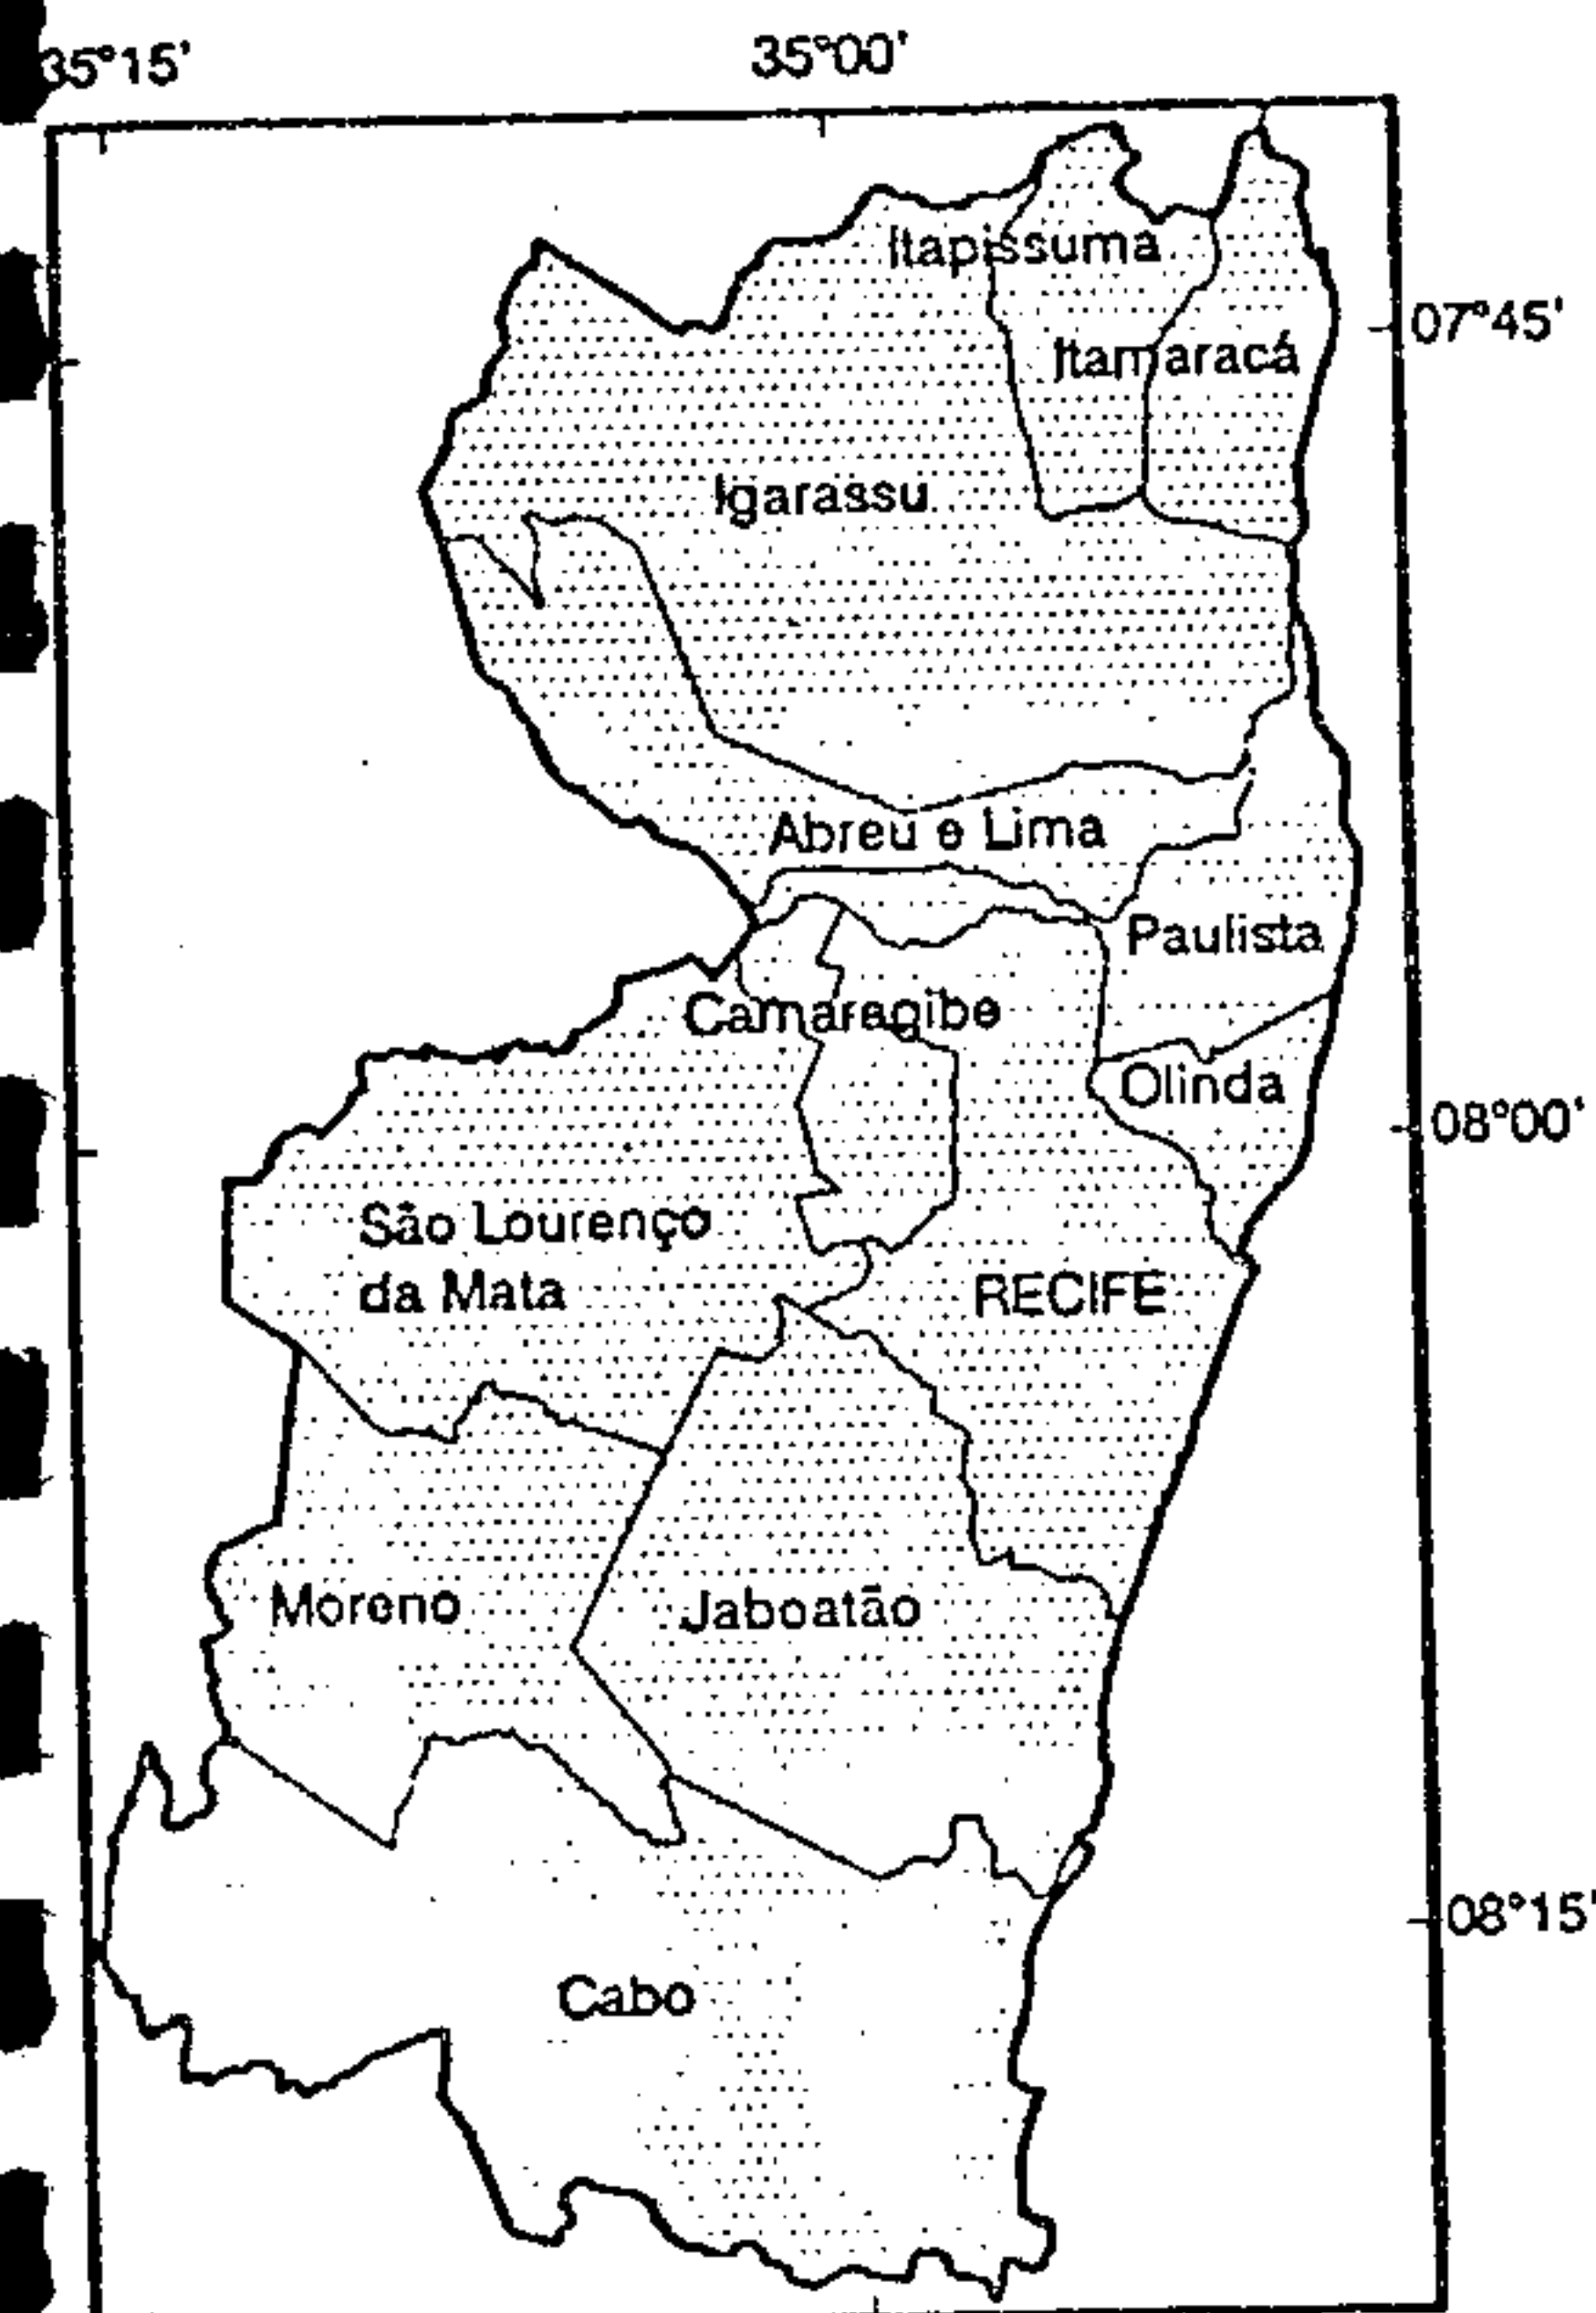 35°15'
35°00'
Itapissuma
07°45'
Itamaracá
Igarassu
Abreu e Lima
Paulista
Camaragibe
Olinda
08°00'
São Lourenço
da Mata
RECIFE
Moreno
Jaboatão
08°15'
Cabo